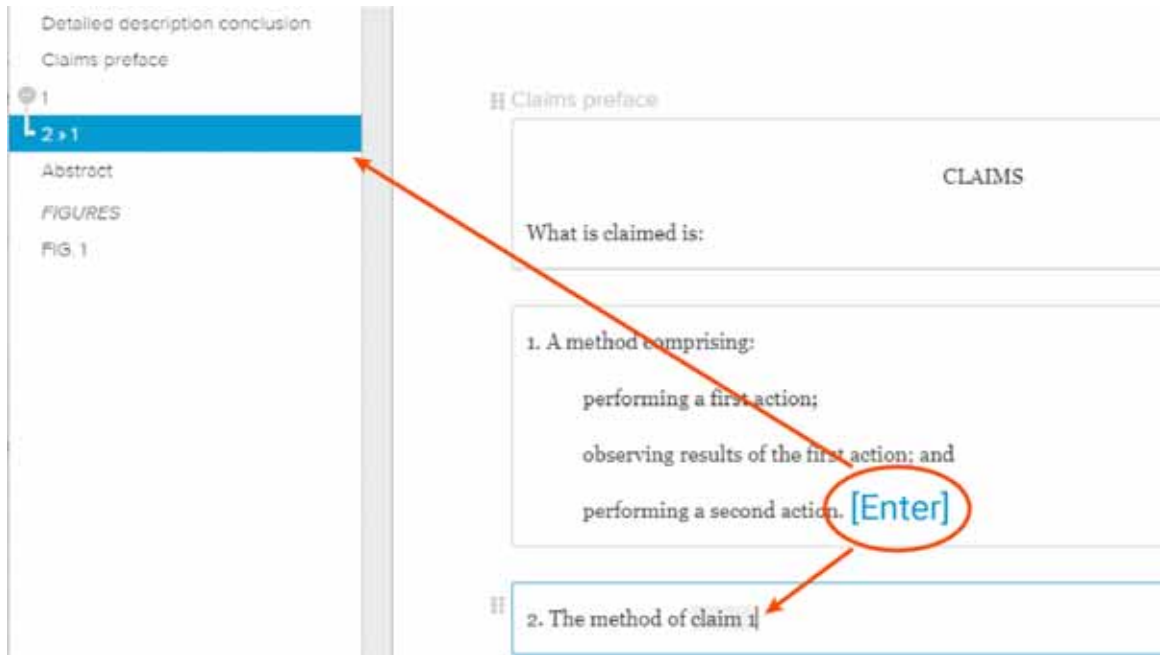 Detailed description conclusion
Claims preface
1
2 » 1
Abstract
FIGURES
FIG. 1
Claims preface
CLAIMS
What is claimed is:
1. A method comprising:
performing a first action;
observing results of the first action; and
performing a second action. [Enter]
2. The method of claim 1